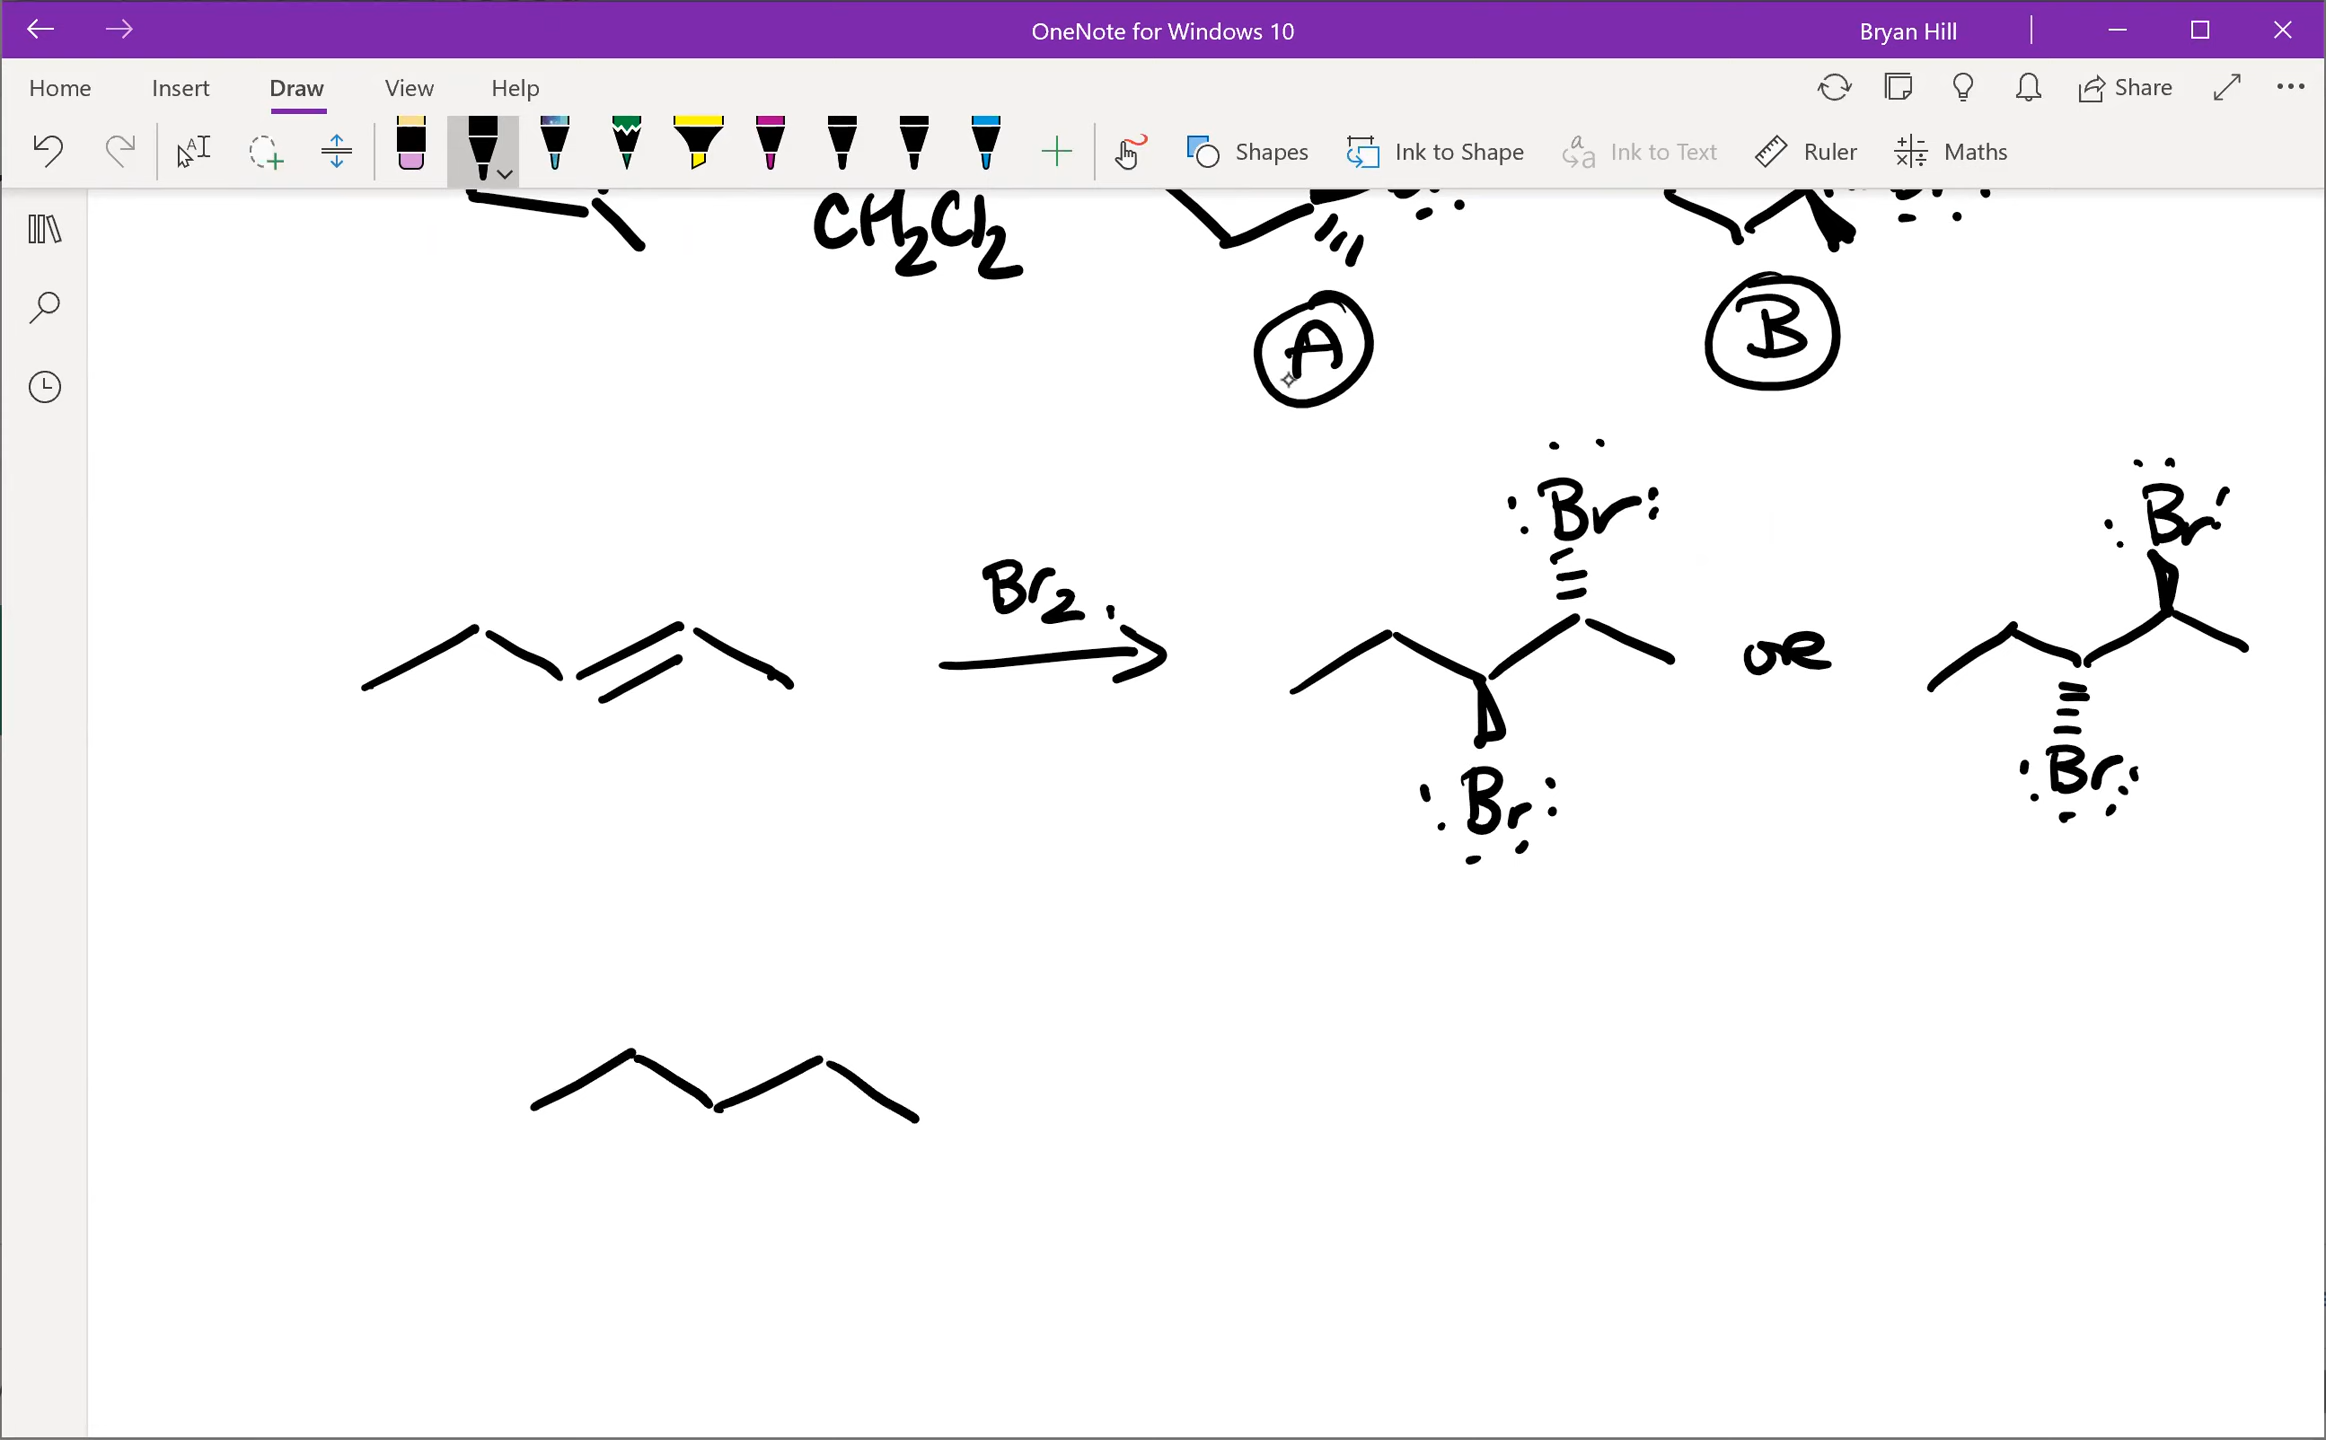 OneNote for Windows 10
Bryan Hill
Home Insert Draw View Help
Share
Shapes Ink to Shape Ink to Text Ruler Maths
CH2Cl2
A
B
Br
Br
Br2
or
Br
Br